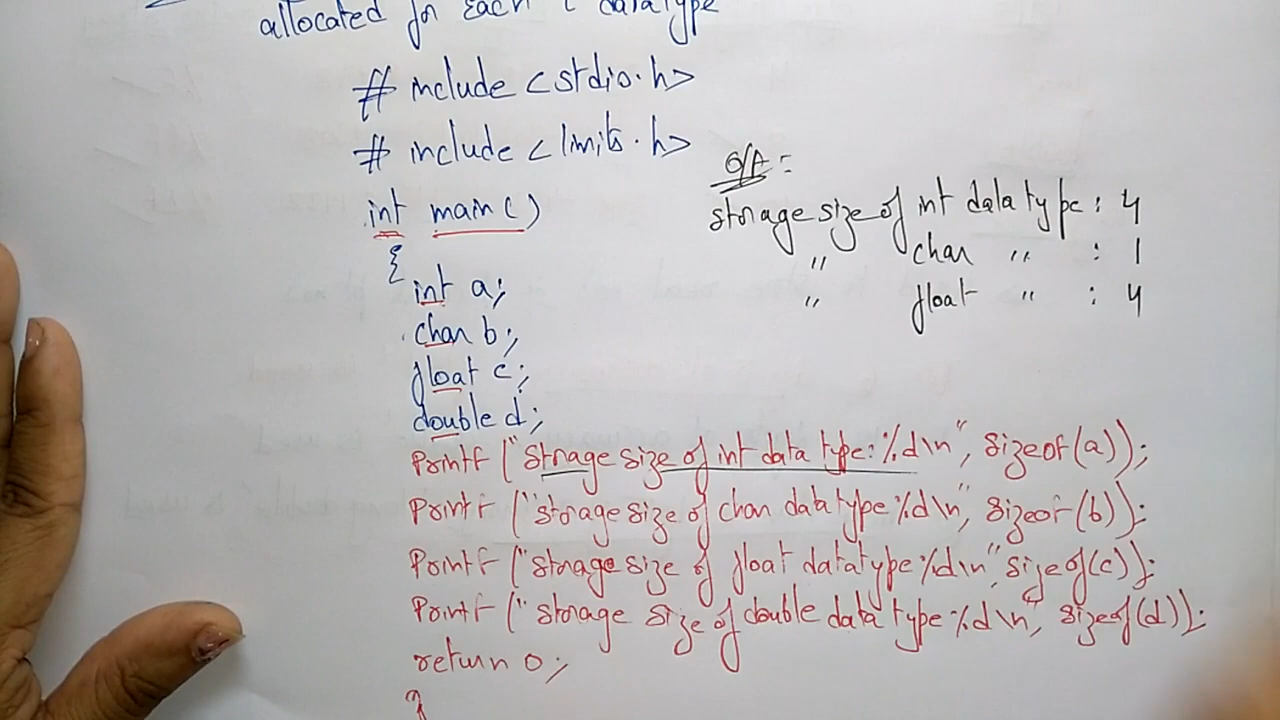 allocated for each C datatype
# include <stdio.h>
# include <limits.h>
int main()
{
int a;
char b;
float c;
double d;
printf ("Storage size of int data type: %d\n", sizeof(a));
printf ("storage size of char data type %d\n", sizeof(b));
printf ("storage size of float datatype %d\n", sizeof(c));
printf ("storage size of double data type %d\n", sizeof(d));
return 0;
}
O/P :
storage size of int data type : 4
" char " : 1
" float " : 4